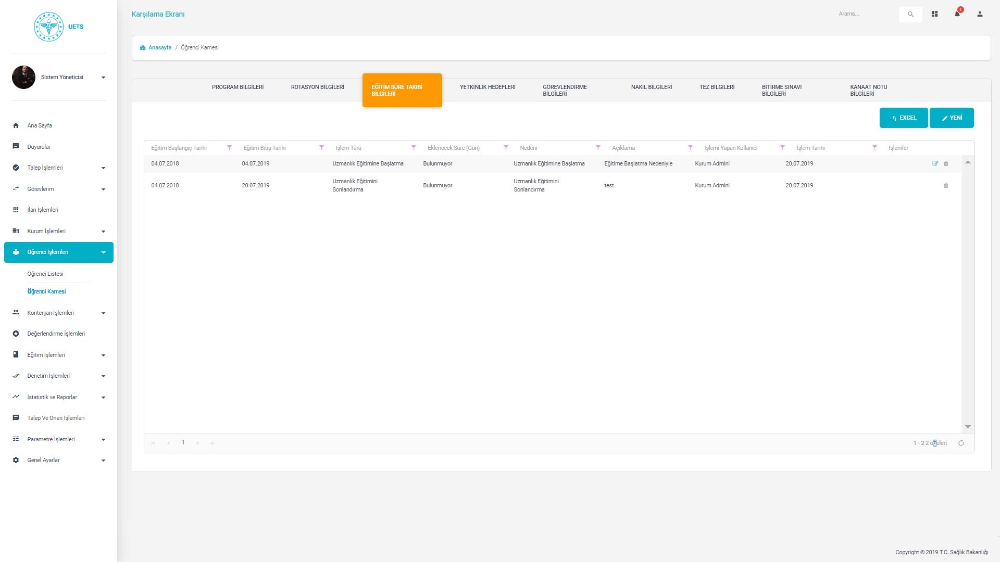 UETS
Karşılama Ekranı
Arama...
1
Anasayfa / Öğrenci Karnesi
Sistem Yöneticisi
Ana Sayfa
Duyurular
Talep İşlemleri
Görevlerim
İlan İşlemleri
Kurum İşlemleri
Öğrenci İşlemleri
Öğrenci Listesi
Öğrenci Karnesi
Kontenjan İşlemleri
Değerlendirme İşlemleri
Eğitim İşlemleri
Denetim İşlemleri
İstatistik ve Raporlar
Talep Ve Öneri İşlemleri
Parametre İşlemleri
Genel Ayarlar
PROGRAM BİLGİLERİ
ROTASYON BİLGİLERİ
EĞİTİM SÜRE TAKİBİ
BİLGİLERİ
YETKİNLİK HEDEFLERİ
GÖREVLENDİRME
BİLGİLERİ
NAKİL BİLGİLERİ
TEZ BİLGİLERİ
BİTİRME SINAVI
BİLGİLERİ
KANAAT NOTU
BİLGİLERİ
EXCEL
YENİ
Eğitim Başlangıç Tarihi Eğitim Bitiş Tarihi İşlem Türü Eklenecek Süre (Gün) Nedeni Açıklama İşlemi Yapan Kullanıcı İşlem Tarihi İşlemler
04.07.2018 04.07.2019 Uzmanlık Eğitimine Başlatma Bulunmuyor Uzmanlık Eğitimine Başlatma Eğitime Başlatma Nedeniyle Kurum Admini 20.07.2019
04.07.2018 20.07.2019 Uzmanlık Eğitimini
Sonlandırma Bulunmuyor Uzmanlık Eğitimini
Sonlandırma test Kurum Admini 20.07.2019
1
1 - 2 2 öğeleri
Copyright © 2019 T.C. Sağlık Bakanlığı